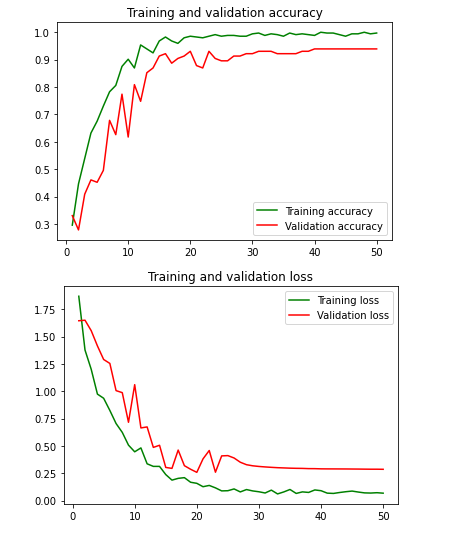 Training and validation accuracy
1.0
0.9
0.8
0.7
0.6
0.5
0.4
0.3
Training accuracy
Validation accuracy
0 10 20 30 40 50
Training and validation loss
1.75
1.50
1.25
1.00
0.75
0.50
0.25
0.00
Training loss
Validation loss
0 10 20 30 40 50